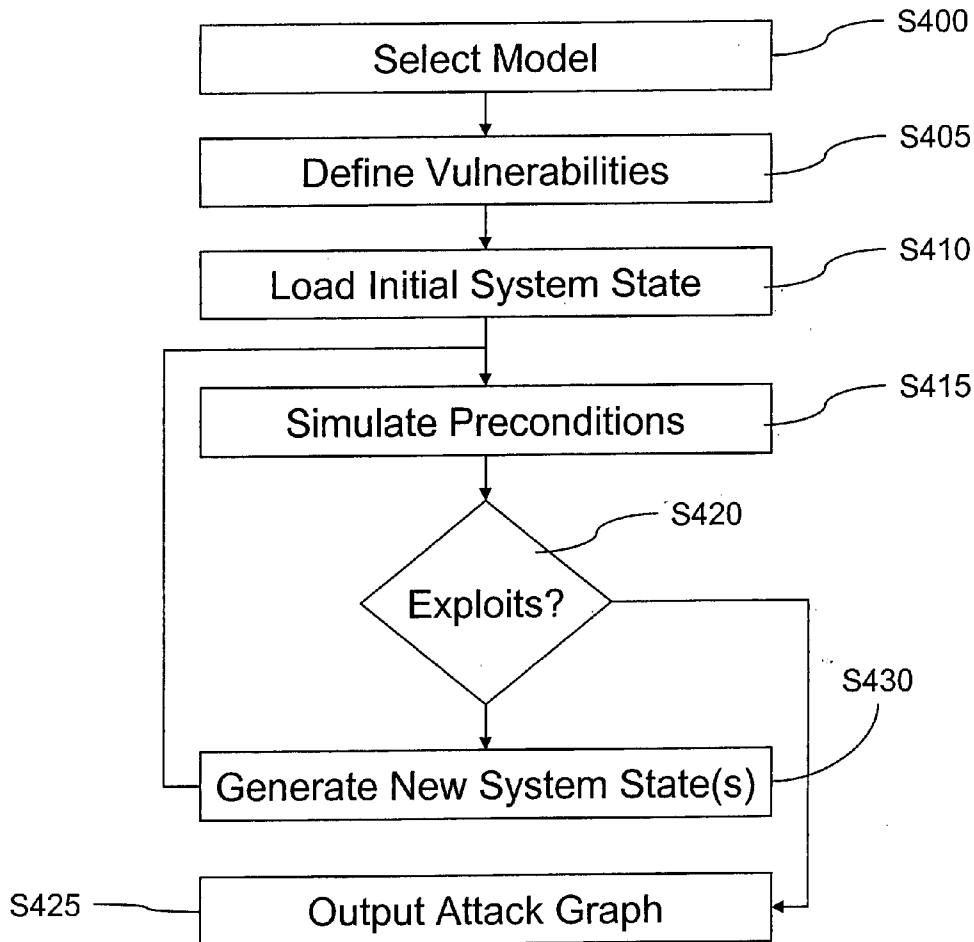 S400
Select Model
S405
Define Vulnerabilities
S410
Load Initial System State
S415
Simulate Preconditions
S420
Exploits?
S430
Generate New System State(s)
S425
Output Attack Graph